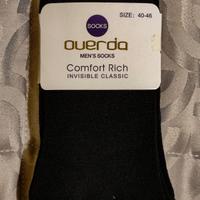 SOCKS
SIZE: 40-46
ouerda
MEN'S SOCKS
Comfort Rich
INVISIBLE CLASSIC